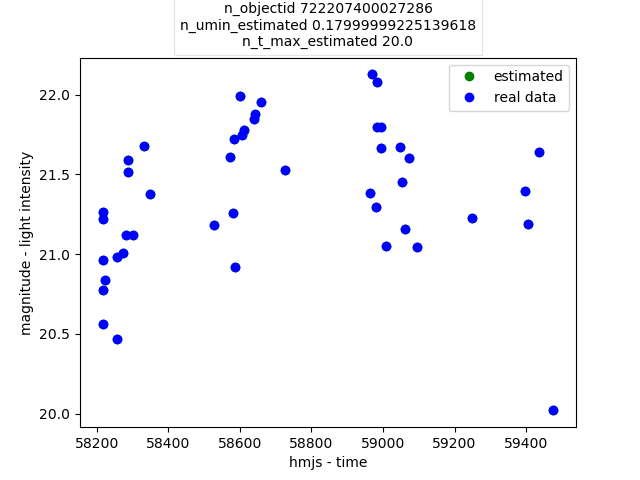 n_objectid 722207400027286
n_umin_estimated 0.17999999225139618
n_t_max_estimated 20.0
estimated
real data
22.0
21.5
21.0
20.5
20.0
magnitude - light intensity
58200 58400 58600 58800 59000 59200 59400
hmjs - time